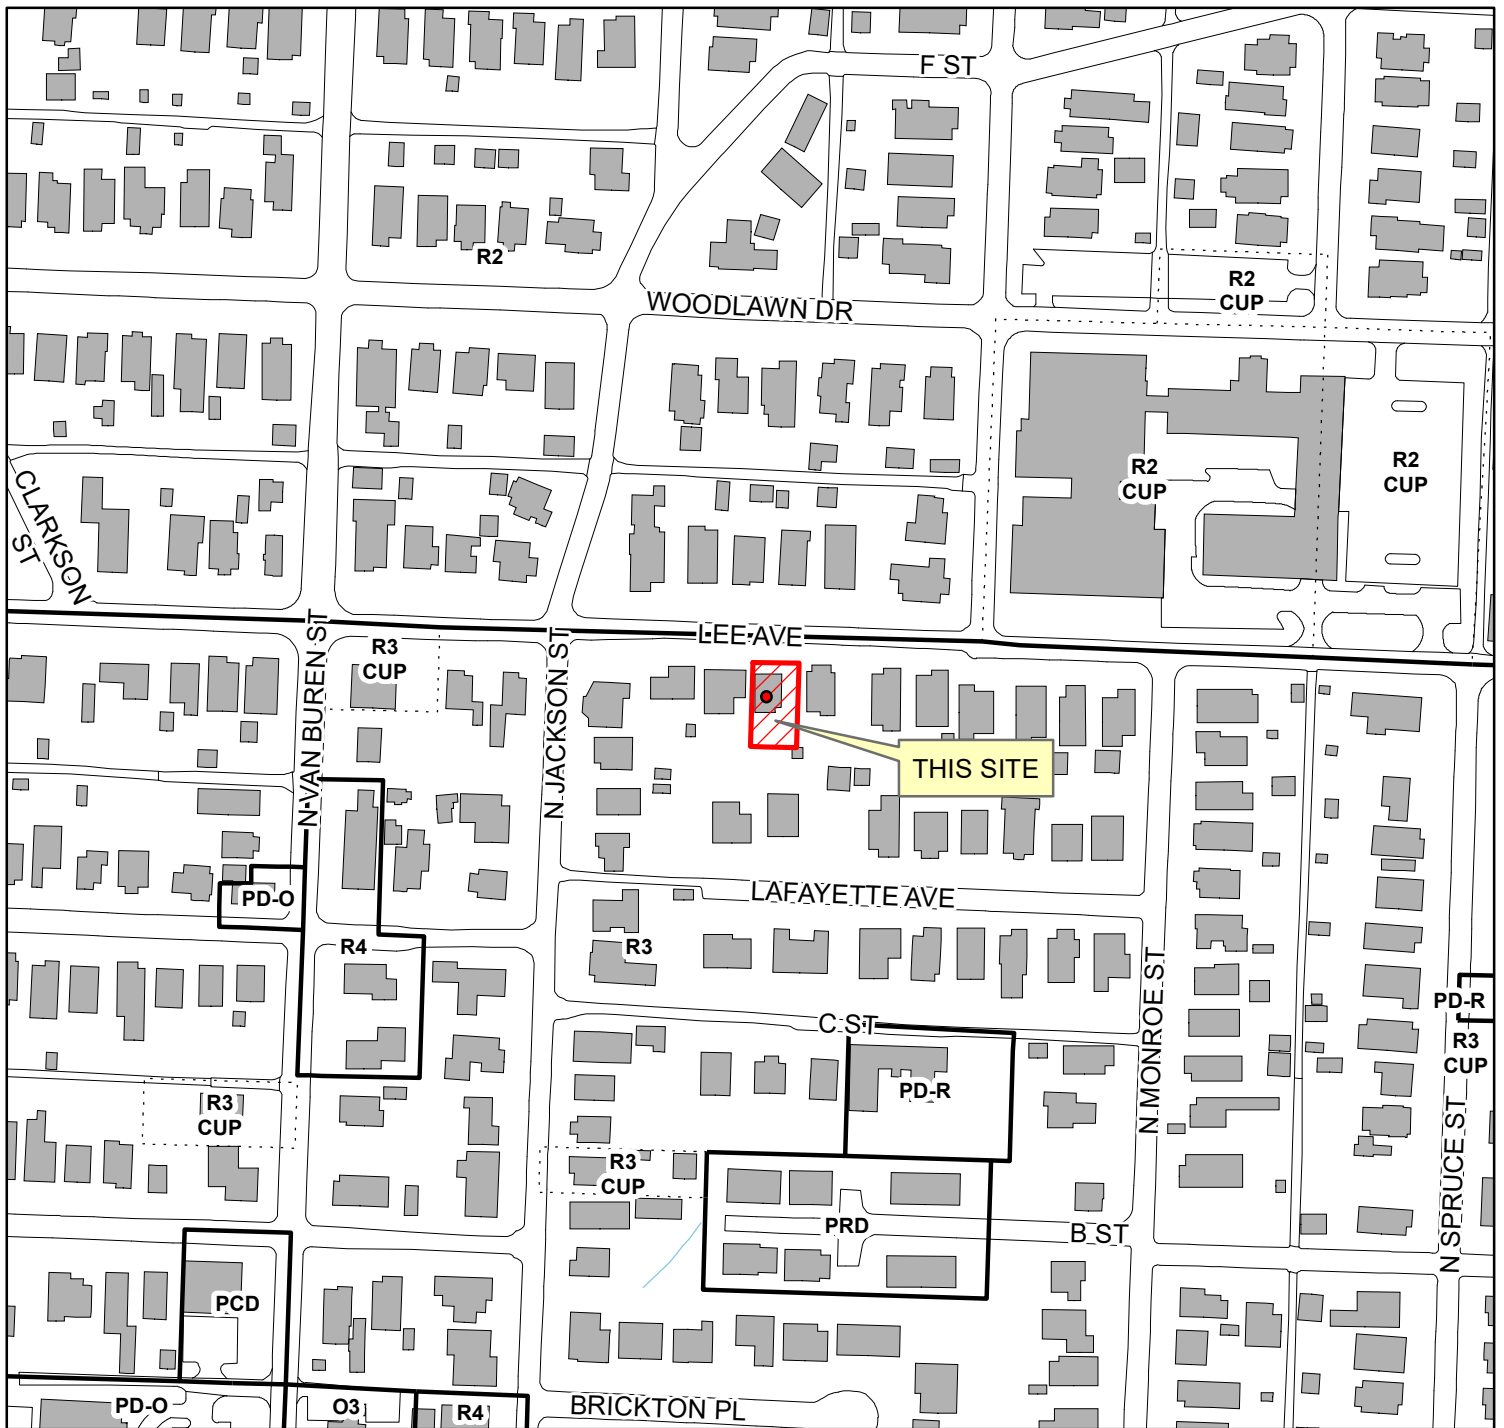 F ST
R2
R2
CUP
WOODLAWN DR
R2
CUP
R2
CUP
CLARKSON
ST
LEE AVE
N VAN BUREN ST
R3
CUP
N JACKSON ST
THIS SITE
LAFAYETTE AVE
PD-O
R4
R3
N MONROE ST
PD-R
C ST
R3
CUP
PD-R
R3
CUP
R3
CUP
N SPRUCE ST
PRD
B ST
PCD
PD-O
O3
R4
BRICKTON PL